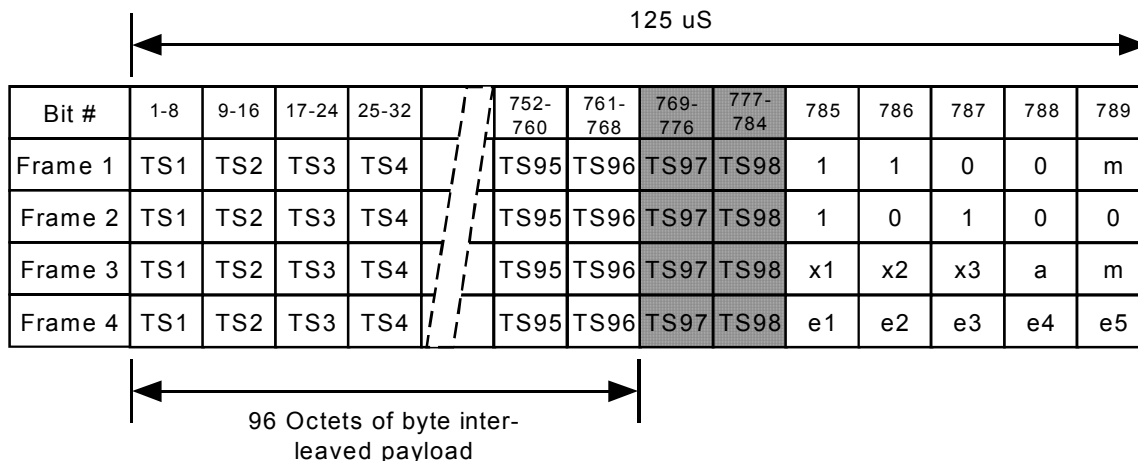 125 uS
Bit # 1-8 9-16 17-24 25-32 752-760 761-768 769-776 777-784 785 786 787 788 789
Frame 1 TS1 TS2 TS3 TS4 TS95 TS96 TS97 TS98 1 1 0 0 m
Frame 2 TS1 TS2 TS3 TS4 TS95 TS96 TS97 TS98 1 0 1 0 0
Frame 3 TS1 TS2 TS3 TS4 TS95 TS96 TS97 TS98 x1 x2 x3 a m
Frame 4 TS1 TS2 TS3 TS4 TS95 TS96 TS97 TS98 e1 e2 e3 e4 e5
96 Octets of byte inter-
leaved payload